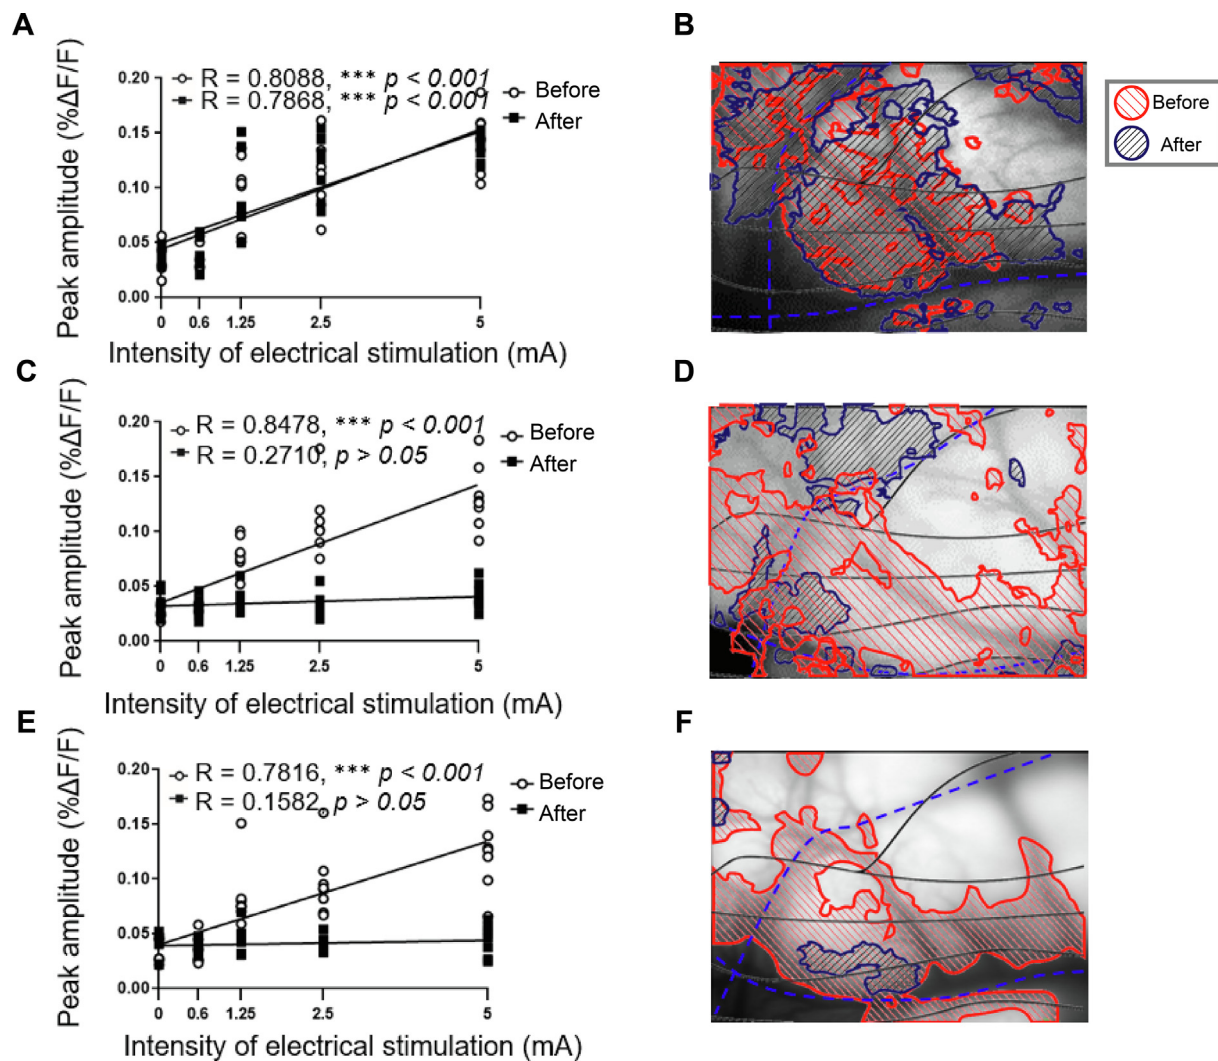 A
Peak amplitude (%ΔF/F)
0.20
0.15
0.10
0.05
0.00
R = 0.8088, *** p < 0.001
R = 0.7868, *** p < 0.001
Before
After
0 0.6 1.25 2.5 5
Intensity of electrical stimulation (mA)
B
Before
After
C
Peak amplitude (%ΔF/F)
0.20
0.15
0.10
0.05
0.00
R = 0.8478, *** p < 0.001
R = 0.2710, p > 0.05
Before
After
0 0.6 1.25 2.5 5
Intensity of electrical stimulation (mA)
D
E
Peak amplitude (%ΔF/F)
0.20
0.15
0.10
0.05
0.00
R = 0.7816, *** p < 0.001
R = 0.1582, p > 0.05
Before
After
0 0.6 1.25 2.5 5
Intensity of electrical stimulation (mA)
F